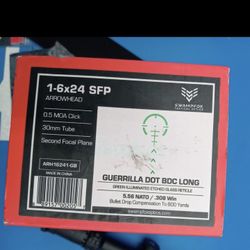 1-6x24 SFP
ARROWHEAD
0.5 MOA Click
30mm Tube
Second Focal Plane
ARH16241-GB
MADE IN CHINA
SWAMPFOX
GUERRILLA DOT BDC LONG
GREEN ILLUMINATED ETCHED GLASS RETICLE
5.56 NATO / .308 Win
Bullet Drop Compensation To 800 Yards
swampfoxoptics.com